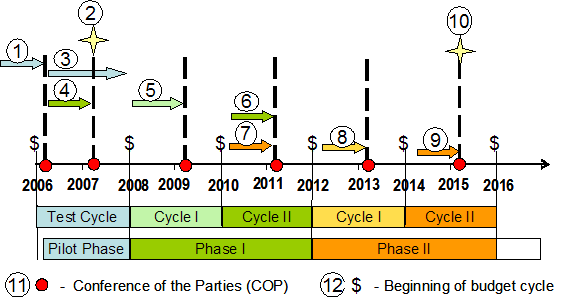 2
10
1
3
4
5
6
7
8
9
$ $ $ $ $ $
2006 2007 2008 2009 2010 2011 2012 2013 2014 2015 2016
Test Cycle Cycle I Cycle II Cycle I Cycle II
Pilot Phase Phase I Phase II
11 - Conference of the Parties (COP) 12 $ - Beginning of budget cycle